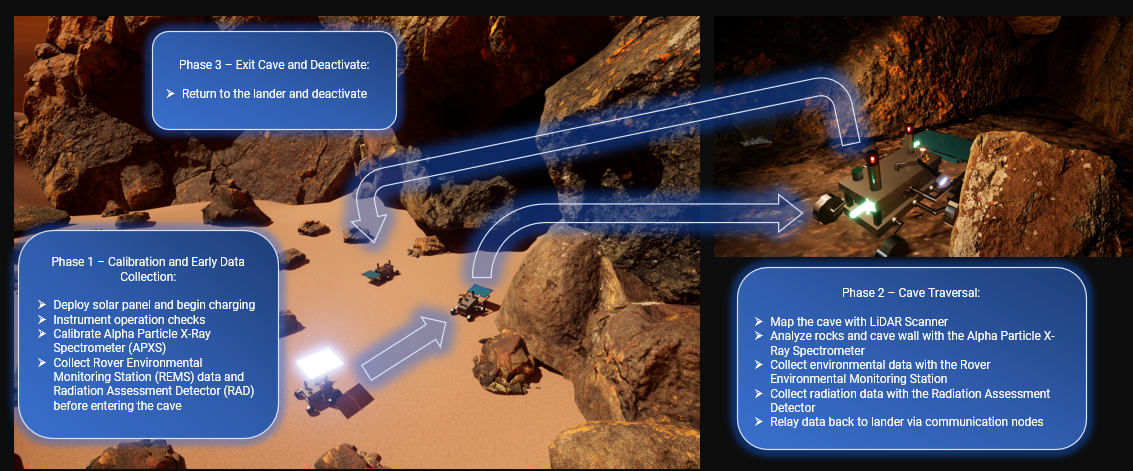 Phase 3 – Exit Cave and Deactivate:
➢ Return to the lander and deactivate
Phase 1 – Calibration and Early Data
Collection:
➢ Deploy solar panel and begin charging
➢ Instrument operation checks
➢ Calibrate Alpha Particle X-Ray
Spectrometer (APXS)
➢ Collect Rover Environmental
Monitoring Station (REMS) data and
Radiation Assessment Detector (RAD)
before entering the cave
Phase 2 – Cave Traversal:
➢ Map the cave with LiDAR Scanner
➢ Analyze rocks and cave wall with the Alpha Particle X-
Ray Spectrometer
➢ Collect environmental data with the Rover
Environmental Monitoring Station
➢ Collect radiation data with the Radiation Assessment
Detector
➢ Relay data back to lander via communication nodes